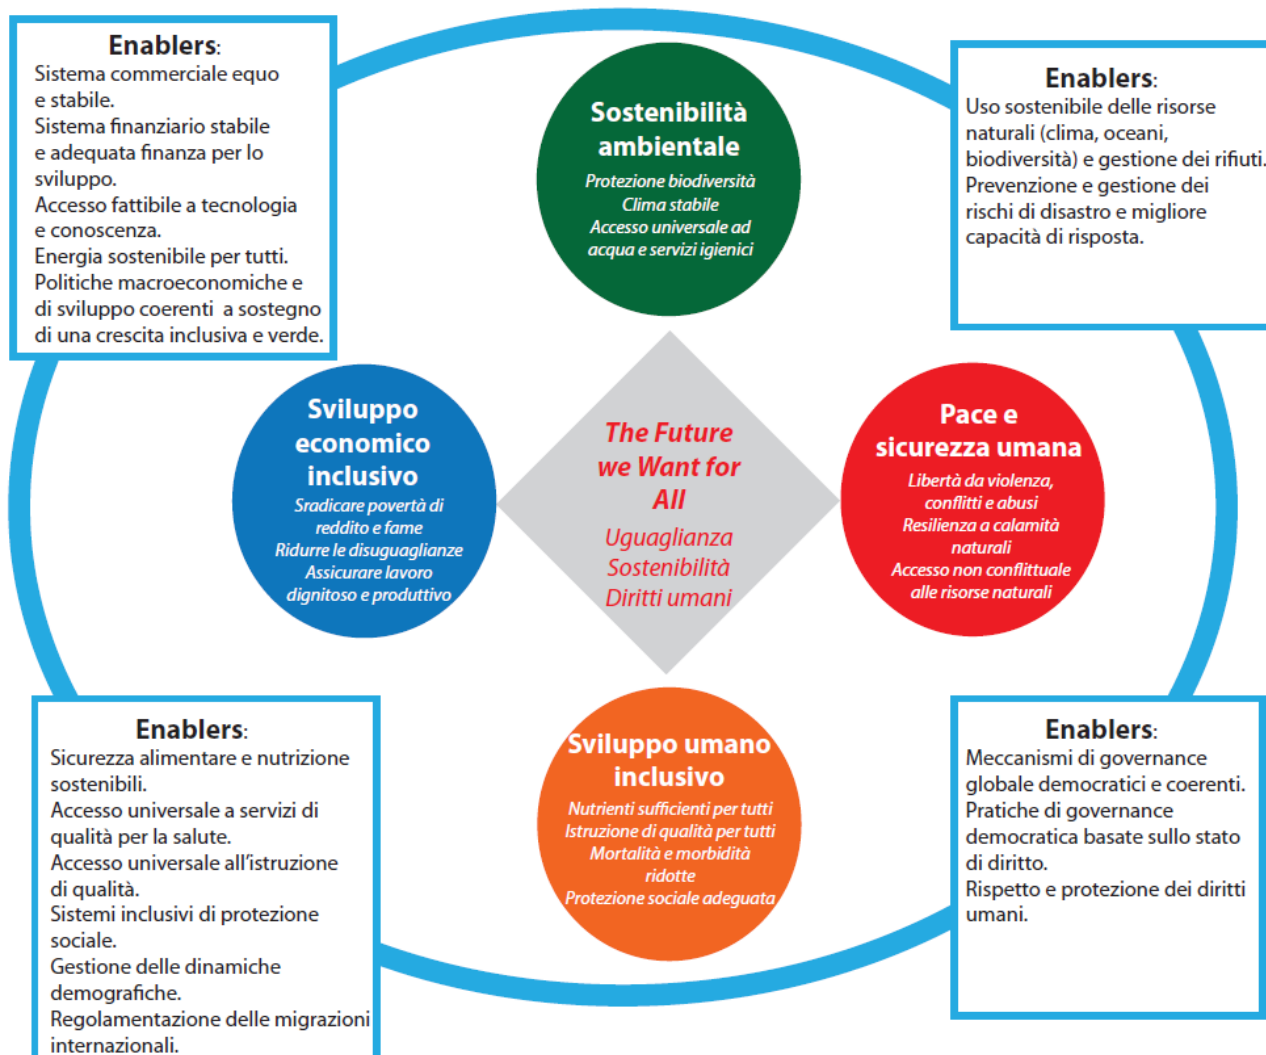 Enablers:
Sistema commerciale equo
e stabile.
Sistema finanziario stabile
e adequata finanza per lo
sviluppo.
Accesso fattibile a tecnologia
e conoscenza.
Energia sostenibile per tutti.
Politiche macroeconomiche e
di sviluppo coerenti a sostegno
di una crescita inclusiva e verde.
Sostenibilità
ambientale
Protezione biodiversità
Clima stabile
Accesso universale ad
acqua e servizi igienici
Enablers:
Uso sostenibile delle risorse
naturali (clima, oceani,
biodiversità) e gestione dei rifiuti.
Prevenzione e gestione dei
rischi di disastro e migliore
capacità di risposta.
Sviluppo
economico
inclusivo
Sradicare povertà di
reddito e fame
Ridurre le disuguaglianze
Assicurare lavoro
dignitoso e produttivo
The Future
we Want for
All
Uguaglianza
Sostenibilità
Diritti umani
Pace e
sicurezza umana
Libertà da violenza,
conflitti e abusi
Resilienza a calamità
naturali
Accesso non conflittuale
alle risorse naturali
Enablers:
Sicurezza alimentare e nutrizione
sostenibili.
Accesso universale a servizi di
qualità per la salute.
Accesso universale all'istruzione
di qualità.
Sistemi inclusivi di protezione
sociale.
Gestione delle dinamiche
demografiche.
Regolamentazione delle migrazioni
internazionali.
Sviluppo umano
inclusivo
Nutrienti sufficienti per tutti
Istruzione di qualità per tutti
Mortalità e morbidità
ridotte
Protezione sociale adeguata
Enablers:
Meccanismi di governance
globale democratici e coerenti.
Pratiche di governance
democratica basate sullo stato
di diritto.
Rispetto e protezione dei diritti
umani.